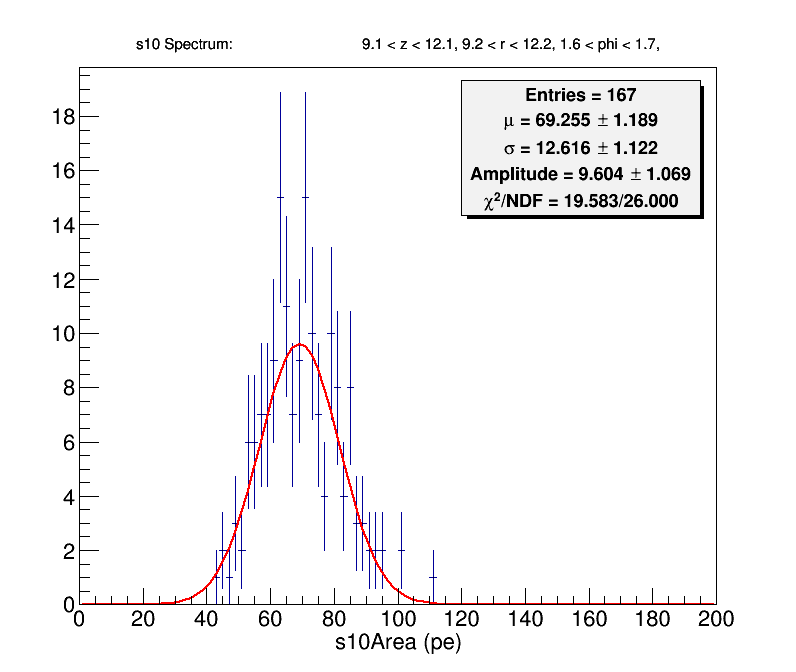 s10 Spectrum: 9.1 < z < 12.1, 9.2 < r < 12.2, 1.6 < phi < 1.7,
Entries = 167
μ = 69.255 ± 1.189
σ = 12.616 ± 1.122
Amplitude = 9.604 ± 1.069
χ²/NDF = 19.583/26.000
18
16
14
12
10
8
6
4
2
0
0 20 40 60 80 100 120 140 160 180 200
s10Area (pe)